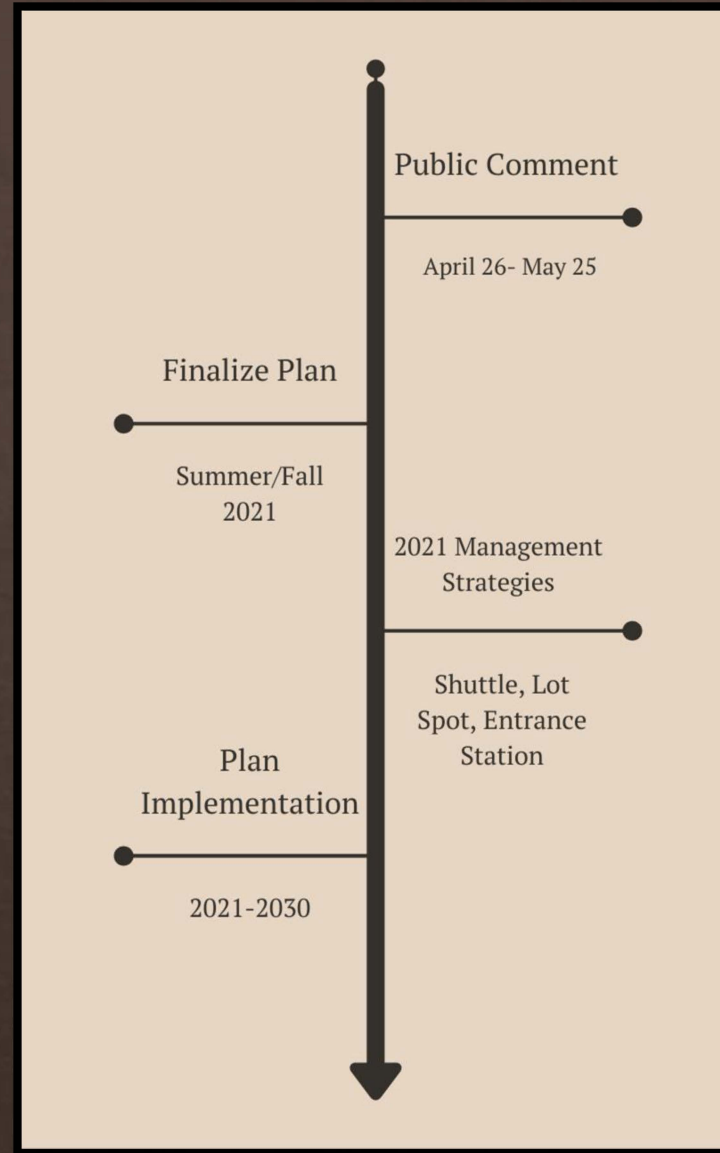 Public Comment
April 26- May 25
Finalize Plan
Summer/Fall
2021
2021 Management
Strategies
Shuttle, Lot
Spot, Entrance
Station
Plan
Implementation
2021-2030